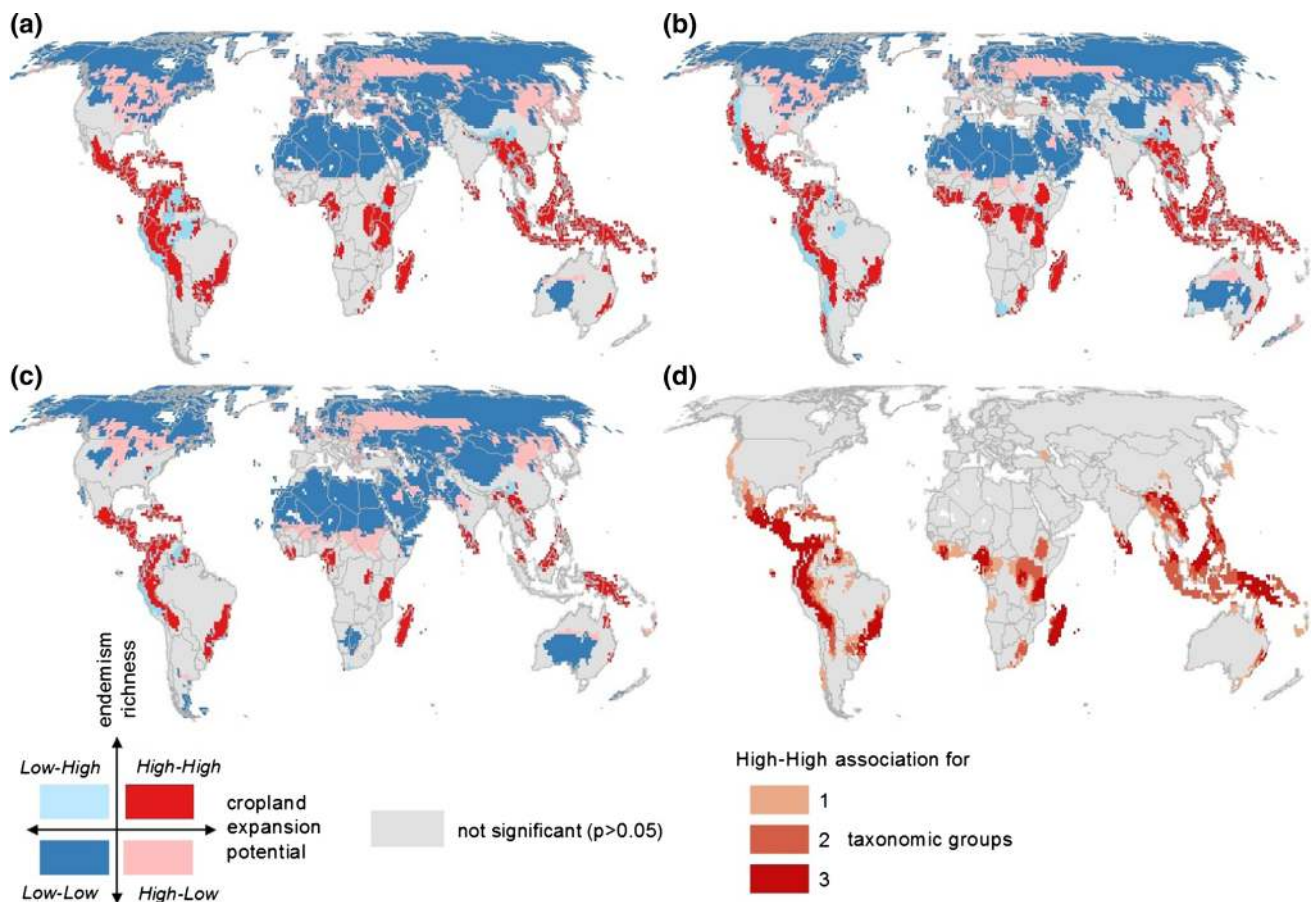 (a)
(b)
(c)
(d)
endemism
richness
Low-High
High-High
cropland
expansion
potential
Low-Low
High-Low
not significant (p>0.05)
High-High association for
1
2 taxonomic groups
3